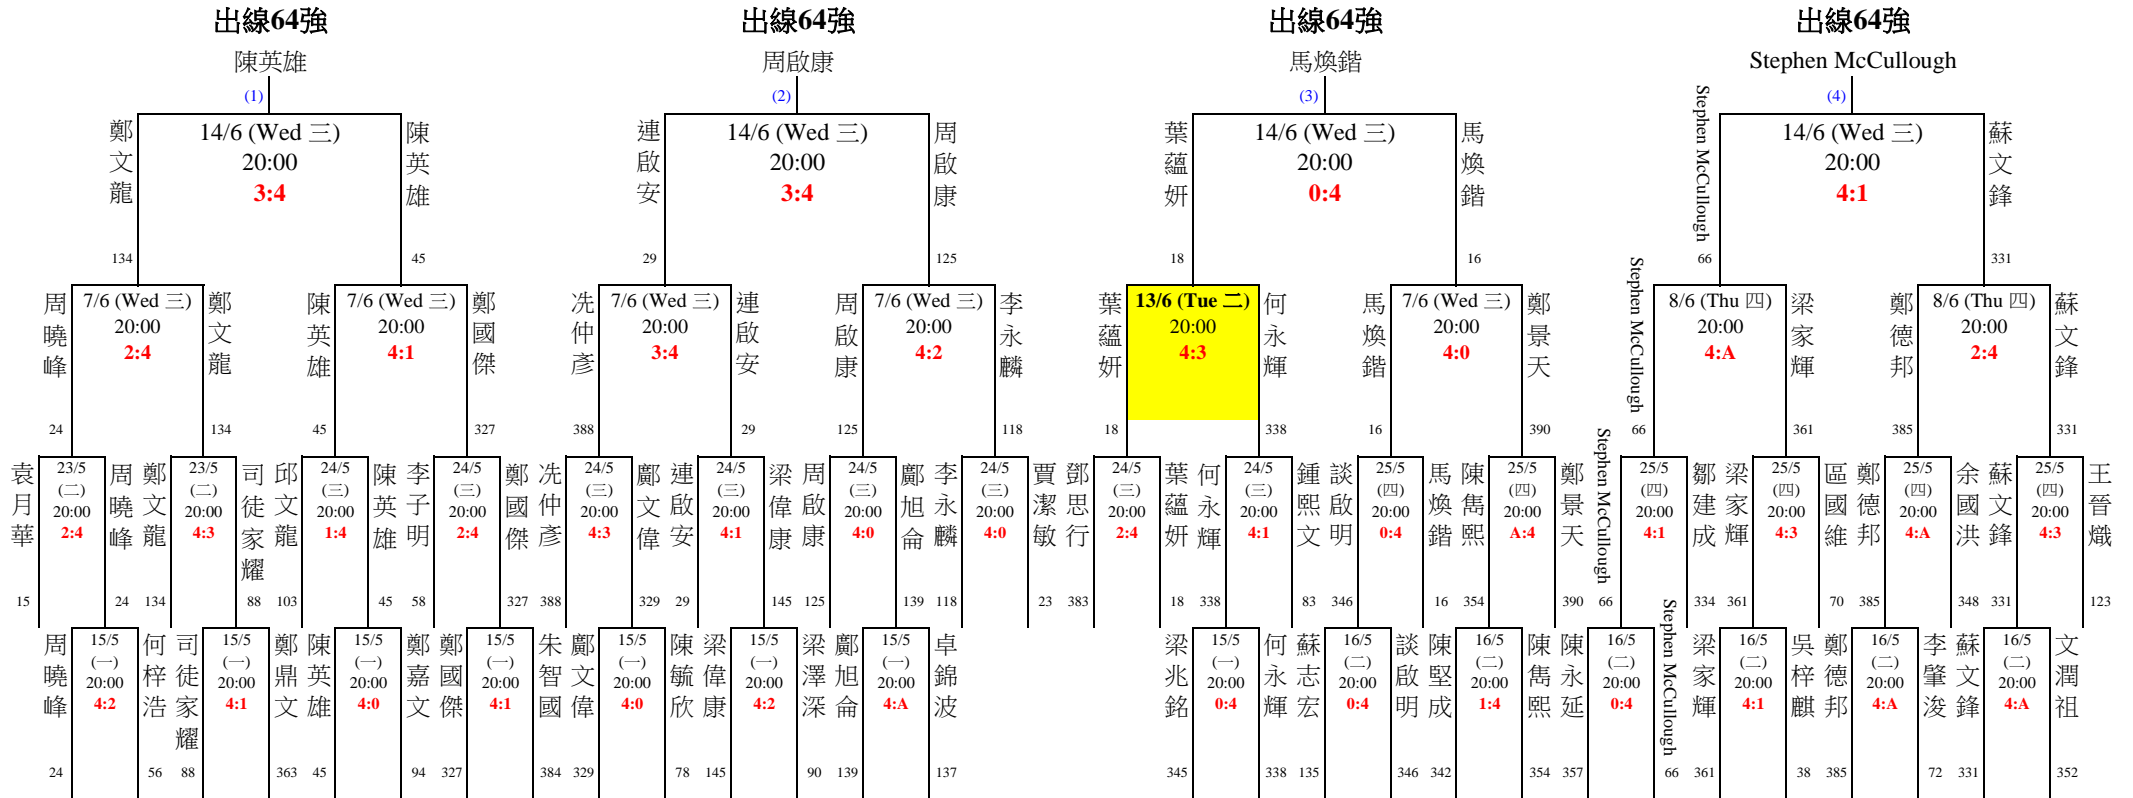 出線64強
出線64強
出線64強
出線64強
陳英雄
周啟康
馬煥鍇
Stephen McCullough
(1)
(2)
(3)
(4)
鄭文龍
14/6 (Wed 三)
20:00
3:4
陳英雄
連啟安
14/6 (Wed 三)
20:00
3:4
周啟康
葉蘊妍
14/6 (Wed 三)
20:00
0:4
馬煥鍇
Stephen McCullough
14/6 (Wed 三)
20:00
4:1
蘇文鋒
134
45
29
125
18
16
66
331
周曉峰
7/6 (Wed 三)
20:00
2:4
鄭文龍
陳英雄
7/6 (Wed 三)
20:00
4:1
鄭國傑
冼仲彥
7/6 (Wed 三)
20:00
3:4
連啟安
周啟康
7/6 (Wed 三)
20:00
4:2
李永麟
葉蘊妍
13/6 (Tue 二)
20:00
4:3
何永輝
馬煥鍇
7/6 (Wed 三)
20:00
4:0
鄭景天
Stephen McCullough
8/6 (Thu 四)
20:00
4:A
梁家輝
鄭德邦
8/6 (Thu 四)
20:00
2:4
蘇文鋒
24
134
45
327
388
29
125
118
18
338
16
390
66
361
385
331
袁月華
23/5
(二)
20:00
2:4
周曉峰
鄭文龍
23/5
(二)
20:00
4:3
司徒家耀
邱文龍
24/5
(三)
20:00
1:4
陳英雄
李子明
24/5
(三)
20:00
2:4
鄭國傑
冼仲彥
24/5
(三)
20:00
4:3
鄺文偉
連啟安
24/5
(三)
20:00
4:1
梁偉康
周啟康
24/5
(三)
20:00
4:0
鄺旭侖
李永麟
24/5
(三)
20:00
4:0
賈潔敏
鄧思行
24/5
(三)
20:00
2:4
葉蘊妍
何永輝
24/5
(三)
20:00
4:1
鍾熙文
談啟明
25/5
(四)
20:00
0:4
馬煥鍇
陳雋熙
25/5
(四)
20:00
A:4
鄭景天
Stephen McCullough
25/5
(四)
20:00
4:1
鄒建成
梁家輝
25/5
(四)
20:00
4:3
區國維
鄭德邦
25/5
(四)
20:00
4:A
余國洪
蘇文鋒
25/5
(四)
20:00
4:3
王晉熾
15
24
134
88
103
45
58
327
388
329
29
145
125
139
118
23
383
18
338
83
346
16
354
390
66
334
361
70
385
348
331
123
周曉峰
15/5
(一)
20:00
4:2
何梓浩
司徒家耀
15/5
(一)
20:00
4:1
鄭鼎文
陳英雄
15/5
(一)
20:00
4:0
鄭嘉文
鄭國傑
15/5
(一)
20:00
4:1
朱智國
鄺文偉
15/5
(一)
20:00
4:0
陳毓欣
梁偉康
15/5
(一)
20:00
4:2
梁澤深
鄺旭侖
15/5
(一)
20:00
4:A
卓錦波
梁兆銘
15/5
(一)
20:00
0:4
何永輝
蘇志宏
16/5
(二)
20:00
0:4
談啟明
陳堅成
16/5
(二)
20:00
1:4
陳雋熙
陳永延
16/5
(二)
20:00
0:4
Stephen McCullough
梁家輝
16/5
(二)
20:00
4:1
吳梓麒
鄭德邦
16/5
(二)
20:00
4:A
李肇浚
蘇文鋒
16/5
(二)
20:00
4:A
文潤祖
24
56
88
363
45
94
327
384
329
78
145
90
139
137
345
338
135
346
342
354
357
66
361
38
385
72
331
352